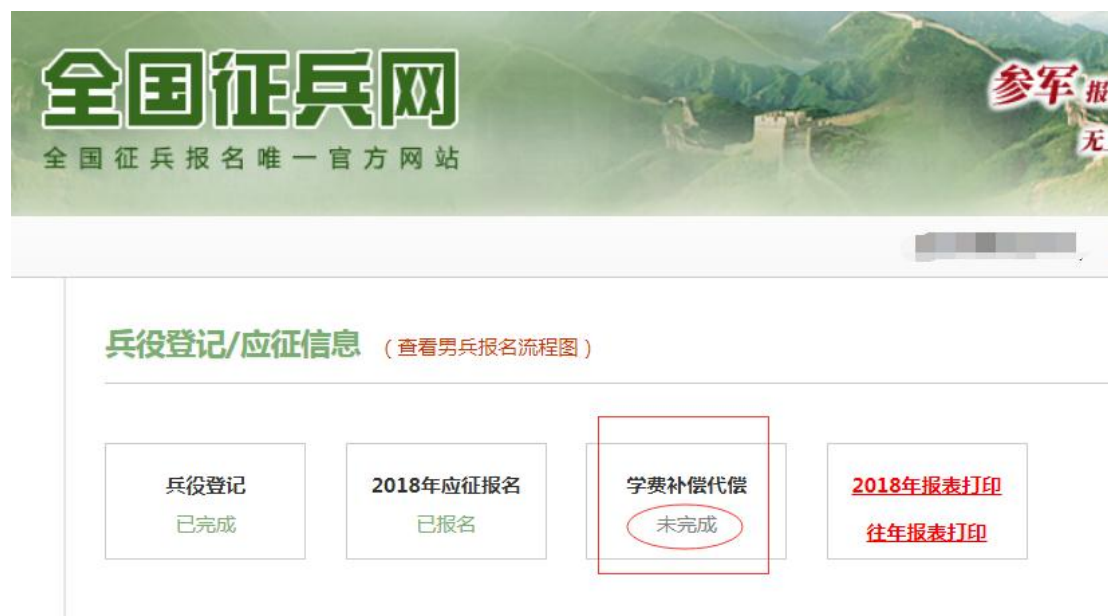 全国征兵网
全国征兵报名唯一官方网站
参军 报
无
兵役登记/应征信息 (查看男兵报名流程图)
兵役登记
已完成
2018年应征报名
已报名
学费补偿代偿
未完成
2018年报表打印
往年报表打印